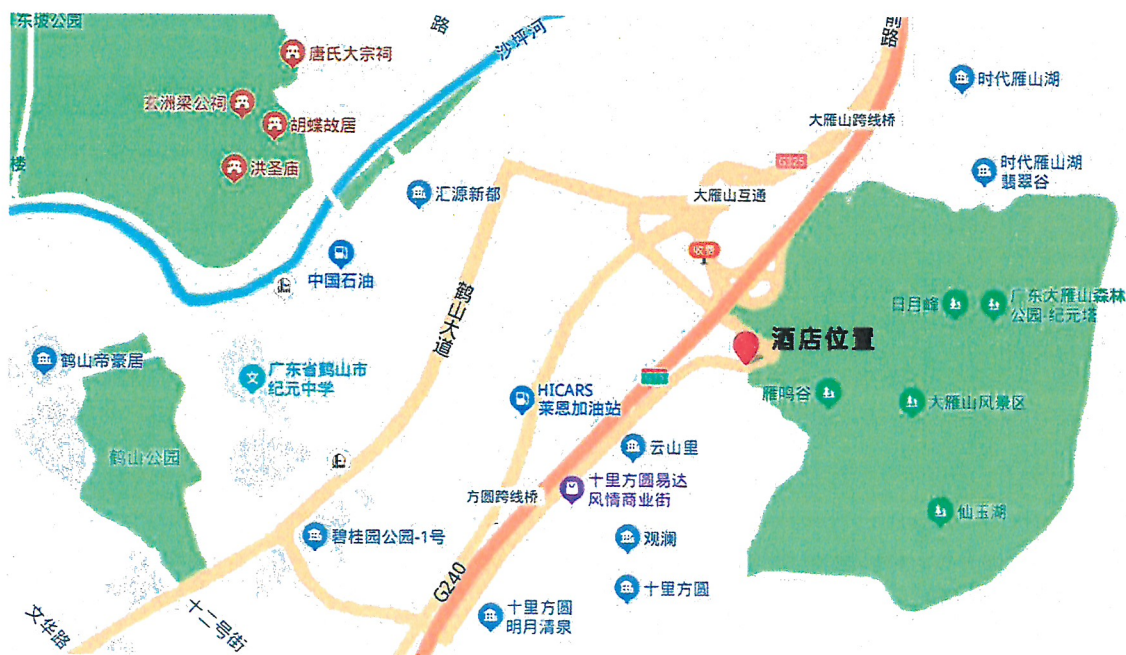 东坡公园
路
沙坪河
前路
唐氏大宗祠
时代雁山湖
玄洲梁公祠
胡蝶故居
大雁山跨线桥
楼
洪圣庙
G325
时代雁山湖
翡翠谷
汇源新都
大雁山互通
收费
中国石油
鹤山大道
日月峰
广东大雁山森林
公园-纪元塔
酒店位置
鹤山帝豪居
广东省鹤山市
纪元中学
HICARS
莱恩加油站
雁鸣谷
大雁山风景区
云山里
鹤山公园
十里方圆易达
风情商业街
方圆跨线桥
仙玉湖
碧桂园公园-1号
观澜
G240
十里方圆
十里方圆
明月清泉
文华路
十二号街